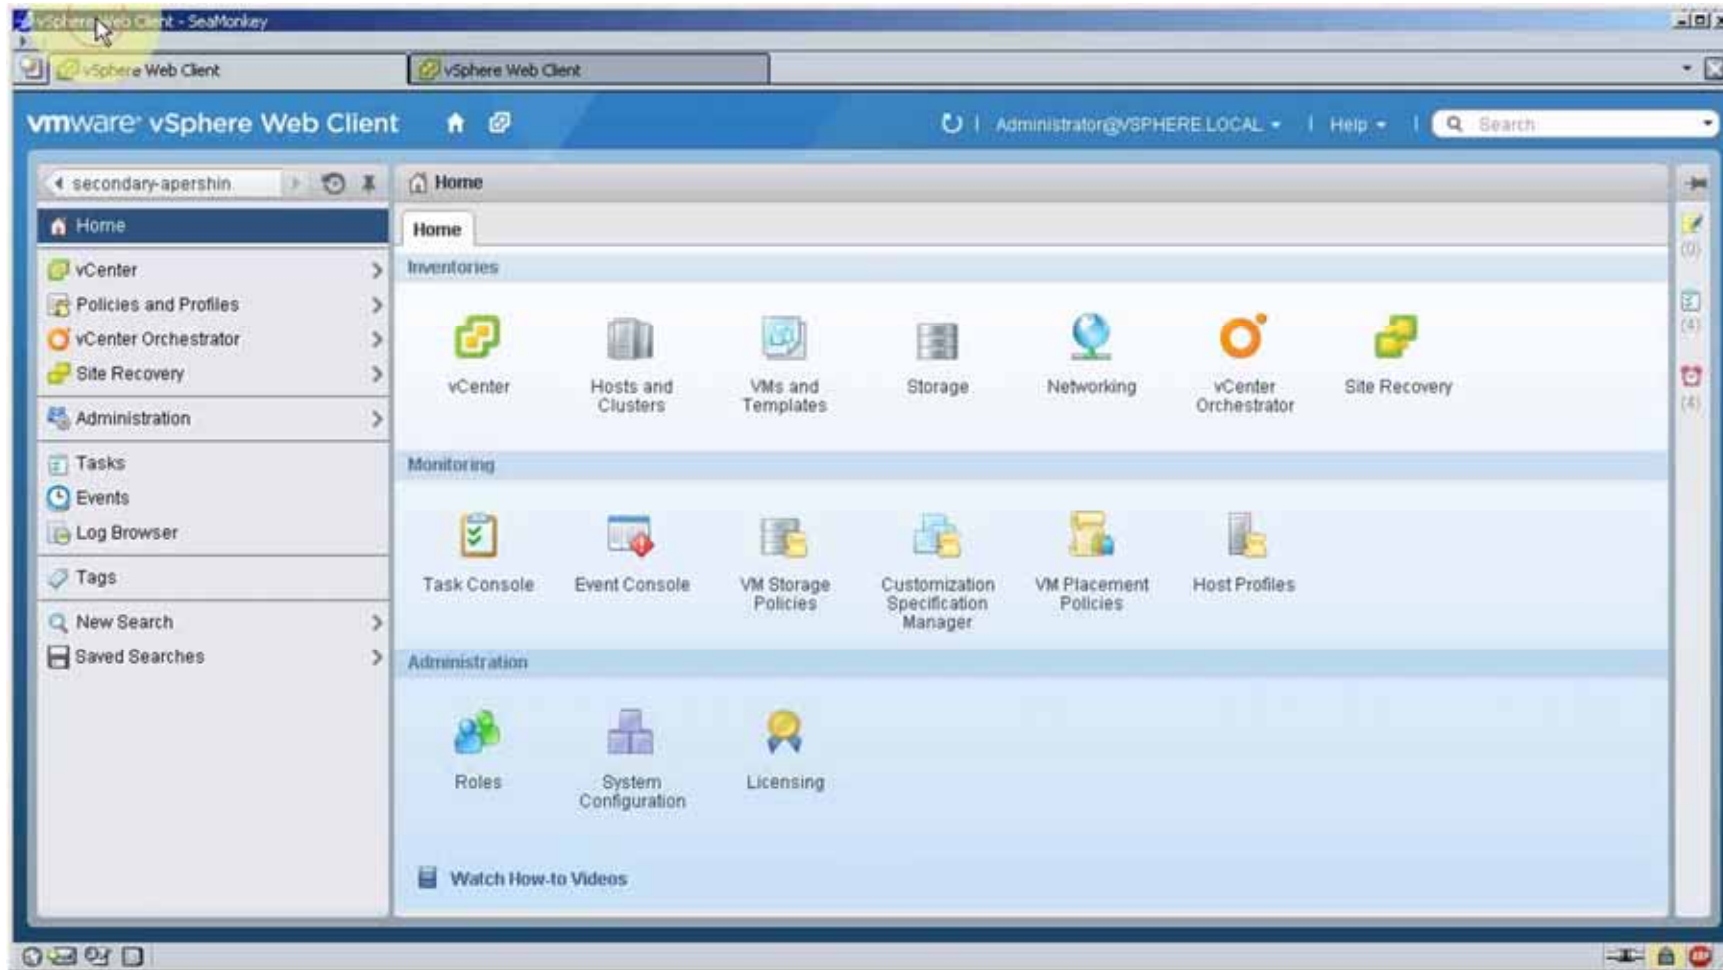 vSphere Web Client - SeaMonkey
vSphere Web Client
vSphere Web Client
vmware® vSphere Web Client
Administrator@VSPHERE.LOCAL
Help
Search
secondary-apershin
Home
Home
Home
vCenter
Policies and Profiles
vCenter Orchestrator
Site Recovery
Administration
Tasks
Events
Log Browser
Tags
New Search
Saved Searches
Inventories
vCenter
Hosts and
Clusters
VMs and
Templates
Storage
Networking
vCenter
Orchestrator
Site Recovery
Monitoring
Task Console
Event Console
VM Storage
Policies
Customization
Specification
Manager
VM Placement
Policies
Host Profiles
Administration
Roles
System
Configuration
Licensing
Watch How-to Videos
(0)
(4)
(4)